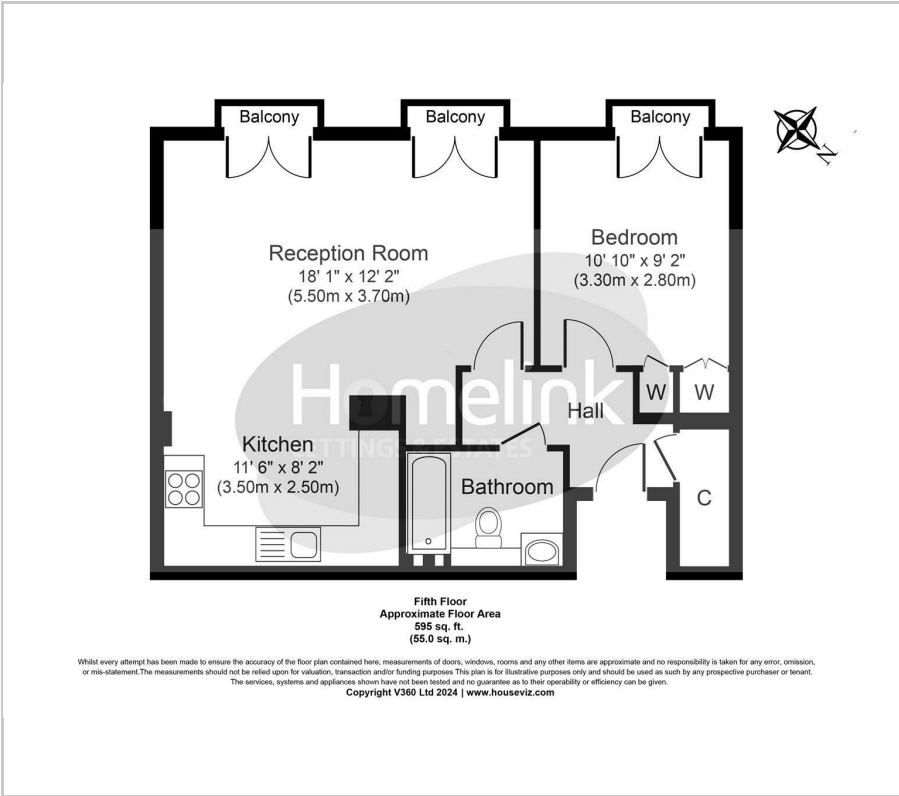 Balcony
Balcony
Balcony
N
Reception Room
18' 1" x 12' 2"
(5.50m x 3.70m)
Bedroom
10' 10" x 9' 2"
(3.30m x 2.80m)
Homelink
LETTINGS & ESTATES
W
W
Hall
Kitchen
11' 6" x 8' 2"
(3.50m x 2.50m)
Bathroom
C
Fifth Floor
Approximate Floor Area
595 sq. ft.
(55.0 sq. m.)
Whilst every attempt has been made to ensure the accuracy of the floor plan contained here, measurements of doors, windows, rooms and any other items are approximate and no responsibility is taken for any error, omission,
or mis-statement.The measurements should not be relied upon for valuation, transaction and/or funding purposes This plan is for illustrative purposes only and should be used as such by any prospective purchaser or tenant.
The services, systems and appliances shown have not been tested and no guarantee as to their operability or efficiency can be given.
Copyright V360 Ltd 2024 | www.houseviz.com